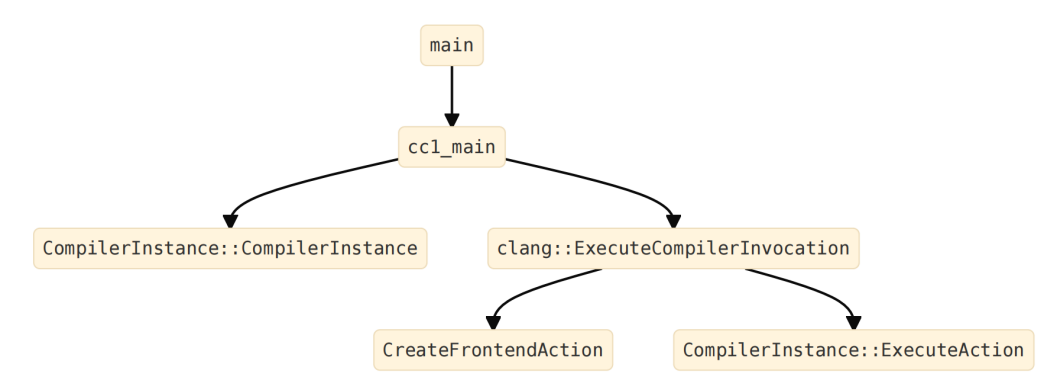 main
cc1_main
CompilerInstance::CompilerInstance
clang::ExecuteCompilerInvocation
CreateFrontendAction
CompilerInstance::ExecuteAction